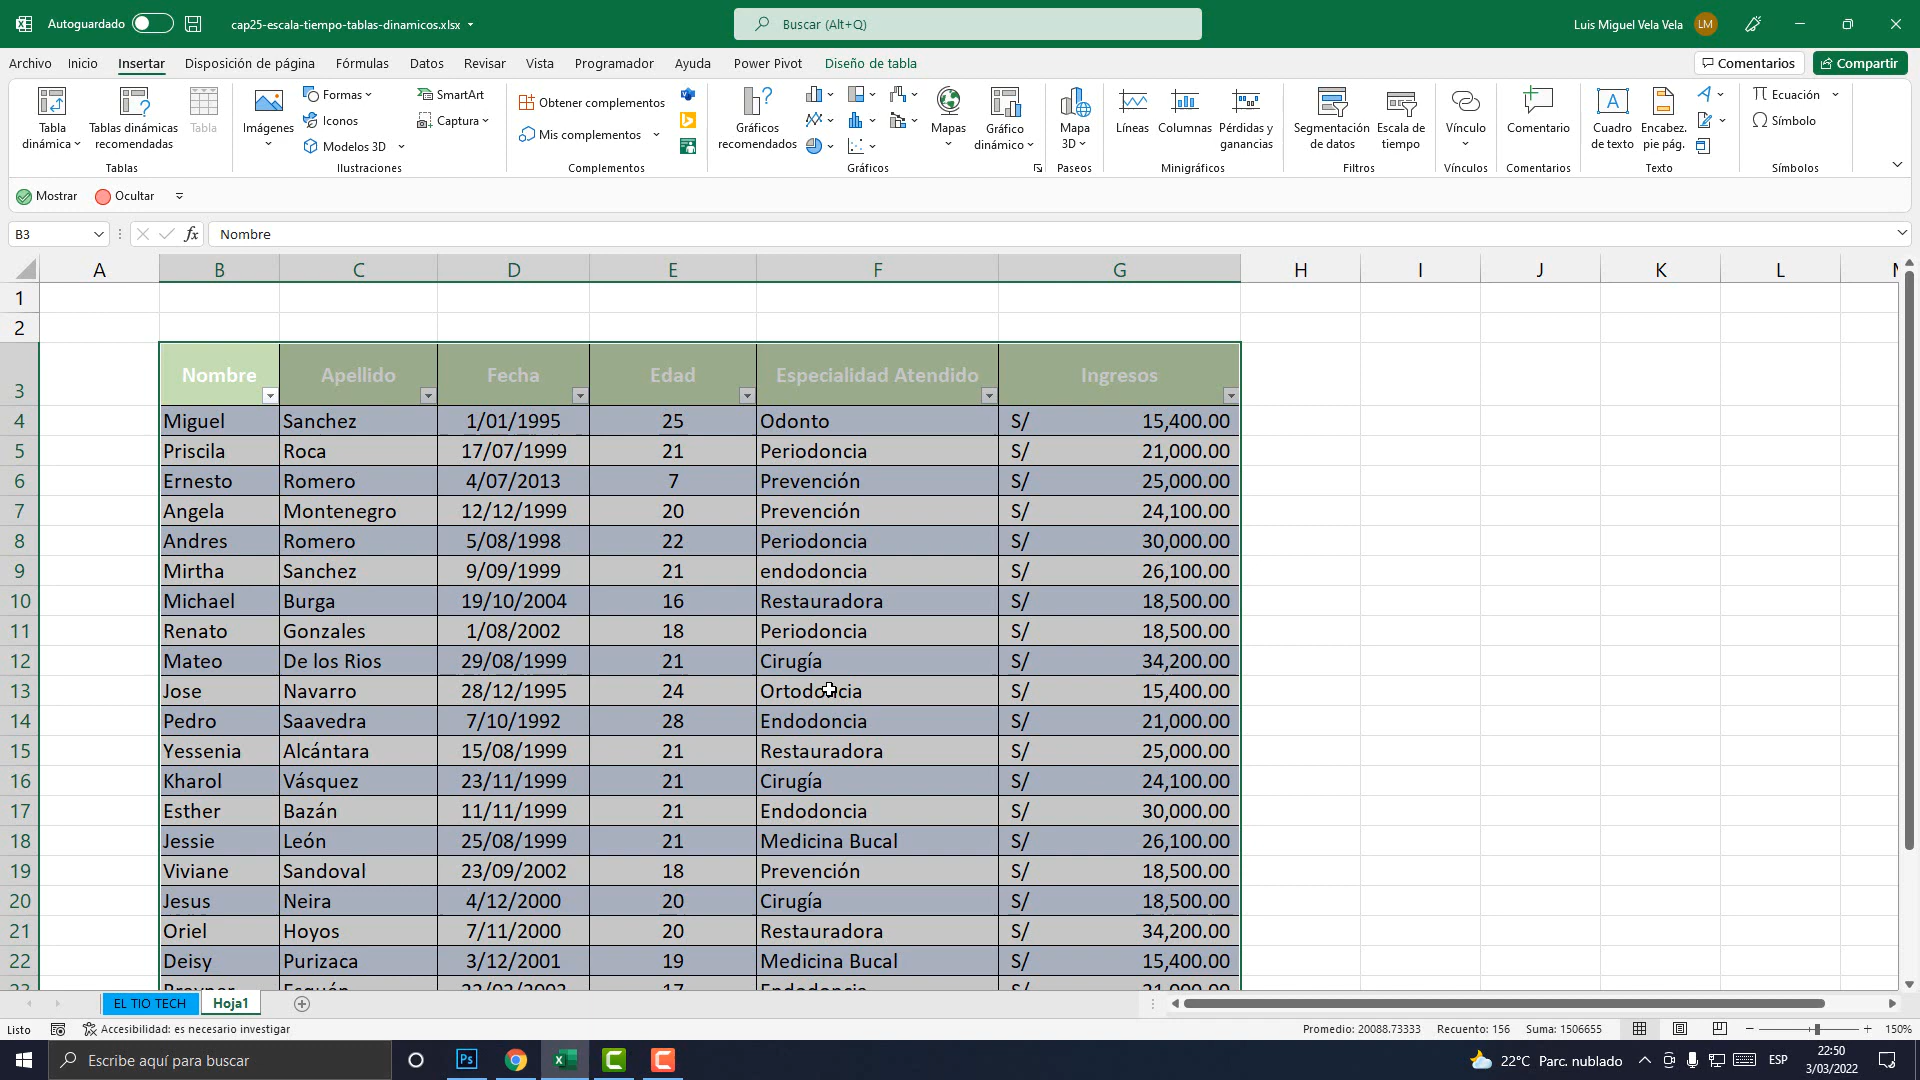 Autoguardado
cap25-escala-tiempo-tablas-dinamicos.xlsx
Buscar (Alt+Q)
Luis Miguel Vela Vela LM
Archivo Inicio Insertar Disposición de página Fórmulas Datos Revisar Vista Programador Ayuda Power Pivot Diseño de tabla Comentarios Compartir
Tabla dinámica
Tablas dinámicas recomendadas
Tabla
Tablas
Imágenes
Formas
Iconos
Modelos 3D
SmartArt
Captura
Ilustraciones
Obtener complementos
Mis complementos
Complementos
Gráficos recomendados
Mapas
Gráfico dinámico
Gráficos
Mapa 3D
Paseos
Líneas
Columnas
Pérdidas y ganancias
Minigráficos
Segmentación de datos
Escala de tiempo
Filtros
Vínculo
Vínculos
Comentario
Comentarios
Cuadro de texto
Encabez. pie pág.
Texto
Ecuación
Símbolo
Símbolos
Mostrar Ocultar
B3 fx Nombre
A B C D E F G H I J K L
1
2
3 Nombre Apellido Fecha Edad Especialidad Atendido Ingresos
4 Miguel Sanchez 1/01/1995 25 Odonto S/ 15,400.00
5 Priscila Roca 17/07/1999 21 Periodoncia S/ 21,000.00
6 Ernesto Romero 4/07/2013 7 Prevención S/ 25,000.00
7 Angela Montenegro 12/12/1999 20 Prevención S/ 24,100.00
8 Andres Romero 5/08/1998 22 Periodoncia S/ 30,000.00
9 Mirtha Sanchez 9/09/1999 21 endodoncia S/ 26,100.00
10 Michael Burga 19/10/2004 16 Restauradora S/ 18,500.00
11 Renato Gonzales 1/08/2002 18 Periodoncia S/ 18,500.00
12 Mateo De los Rios 29/08/1999 21 Cirugía S/ 34,200.00
13 Jose Navarro 28/12/1995 24 Ortodoncia S/ 15,400.00
14 Pedro Saavedra 7/10/1992 28 Endodoncia S/ 21,000.00
15 Yessenia Alcántara 15/08/1999 21 Restauradora S/ 25,000.00
16 Kharol Vásquez 23/11/1999 21 Cirugía S/ 24,100.00
17 Esther Bazán 11/11/1999 21 Endodoncia S/ 30,000.00
18 Jessie León 25/08/1999 21 Medicina Bucal S/ 26,100.00
19 Viviane Sandoval 23/09/2002 18 Prevención S/ 18,500.00
20 Jesus Neira 4/12/2000 20 Cirugía S/ 18,500.00
21 Oriel Hoyos 7/11/2000 20 Restauradora S/ 34,200.00
22 Deisy Purizaca 3/12/2001 19 Medicina Bucal S/ 15,400.00
EL TIO TECH Hoja1
Listo Accesibilidad: es necesario investigar Promedio: 20088.73333 Recuento: 156 Suma: 1506655 150%
Escribe aquí para buscar Ps 22°C Parc. nublado ESP 22:50
3/03/2022